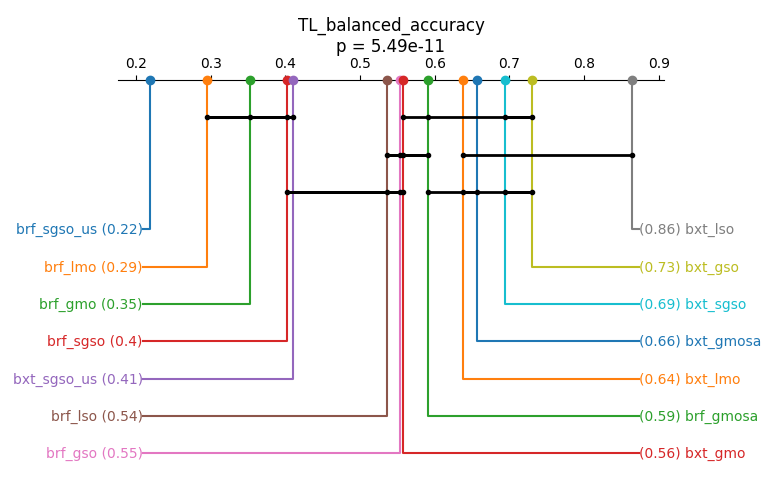 TL_balanced_accuracy
p = 5.49e-11
0.2 0.3 0.4 0.5 0.6 0.7 0.8 0.9
brf_sgso_us (0.22) (0.86) bxt_lso
brf_lmo (0.29) (0.73) bxt_gso
brf_gmo (0.35) (0.69) bxt_sgso
brf_sgso (0.4) (0.66) bxt_gmosa
bxt_sgso_us (0.41) (0.64) bxt_lmo
brf_lso (0.54) (0.59) brf_gmosa
brf_gso (0.55) (0.56) bxt_gmo